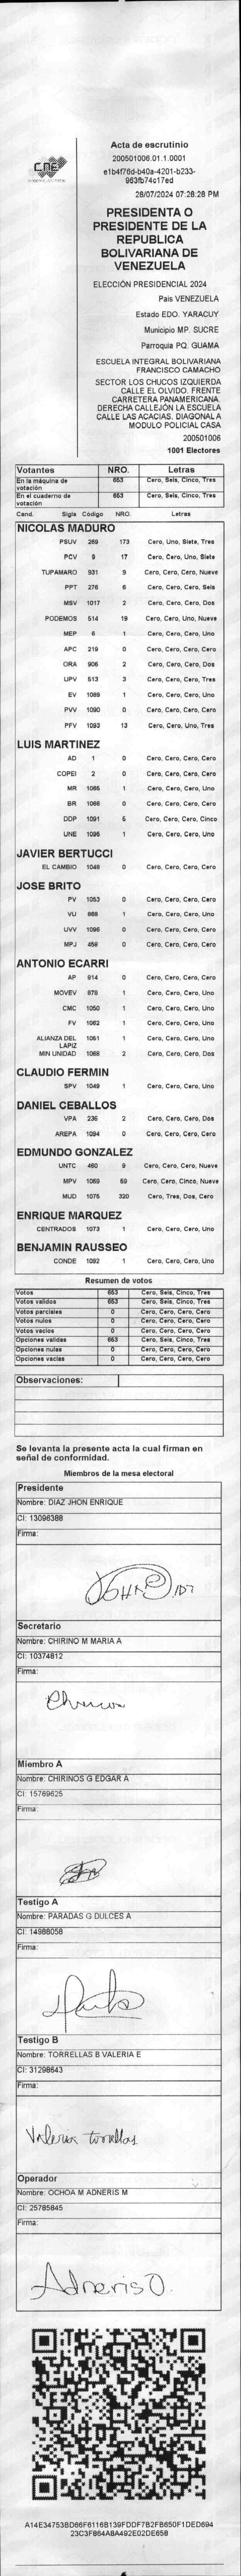 CNE
Acta de escrutinio
200501006.01.1.0001
e1b4f76d-b40a-4201-b233-
963fb74c17ed
28/07/2024 07:28:28 PM
PRESIDENTA O
PRESIDENTE DE LA
REPUBLICA
BOLIVARIANA DE
VENEZUELA
ELECCIÓN PRESIDENCIAL 2024
Pais VENEZUELA
Estado EDO. YARACUY
Municipio MP. SUCRE
Parroquia PQ. GUAMA
ESCUELA INTEGRAL BOLIVARIANA
FRANCISCO CAMACHO
SECTOR LOS CHUCOS IZQUIERDA
CALLE EL OLVIDO. FRENTE
CARRETERA PANAMERICANA.
DERECHA CALLEJÓN LA ESCUELA
CALLE LAS ACACIAS. DIAGONAL A
MODULO POLICIAL CASA
200501006
1001 Electores
Votantes NRO. Letras
En la máquina de votación 653 Cero, Seis, Cinco, Tres
En el cuaderno de votación 653 Cero, Seis, Cinco, Tres
Cand. Sigla Código NRO. Letras
NICOLAS MADURO
PSUV 269 173 Cero, Uno, Siete, Tres
PCV 9 17 Cero, Cero, Uno, Siete
TUPAMARO 931 9 Cero, Cero, Cero, Nueve
PPT 276 6 Cero, Cero, Cero, Seis
MSV 1017 2 Cero, Cero, Cero, Dos
PODEMOS 514 19 Cero, Cero, Uno, Nueve
MEP 6 1 Cero, Cero, Cero, Uno
APC 219 0 Cero, Cero, Cero, Cero
ORA 906 2 Cero, Cero, Cero, Dos
UPV 513 3 Cero, Cero, Cero, Tres
EV 1089 1 Cero, Cero, Cero, Uno
PVV 1090 0 Cero, Cero, Cero, Cero
PFV 1093 13 Cero, Cero, Uno, Tres
LUIS MARTINEZ
AD 1 0 Cero, Cero, Cero, Cero
COPEI 2 0 Cero, Cero, Cero, Cero
MR 1065 1 Cero, Cero, Cero, Uno
BR 1066 0 Cero, Cero, Cero, Cero
DDP 1091 5 Cero, Cero, Cero, Cinco
UNE 1095 1 Cero, Cero, Cero, Uno
JAVIER BERTUCCI
EL CAMBIO 1048 0 Cero, Cero, Cero, Cero
JOSE BRITO
PV 1053 0 Cero, Cero, Cero, Cero
VU 868 1 Cero, Cero, Cero, Uno
UVV 1096 0 Cero, Cero, Cero, Cero
MPJ 458 0 Cero, Cero, Cero, Cero
ANTONIO ECARRI
AP 914 0 Cero, Cero, Cero, Cero
MOVEV 878 1 Cero, Cero, Cero, Uno
CMC 1050 1 Cero, Cero, Cero, Uno
FV 1062 1 Cero, Cero, Cero, Uno
ALIANZA DEL LAPIZ 1061 1 Cero, Cero, Cero, Uno
MIN UNIDAD 1068 2 Cero, Cero, Cero, Dos
CLAUDIO FERMIN
SPV 1049 1 Cero, Cero, Cero, Uno
DANIEL CEBALLOS
VPA 236 2 Cero, Cero, Cero, Dos
AREPA 1094 0 Cero, Cero, Cero, Cero
EDMUNDO GONZALEZ
UNTC 460 9 Cero, Cero, Cero, Nueve
MPV 1069 59 Cero, Cero, Cinco, Nueve
MUD 1075 320 Cero, Tres, Dos, Cero
ENRIQUE MARQUEZ
CENTRADOS 1073 1 Cero, Cero, Cero, Uno
BENJAMIN RAUSSEO
CONDE 1092 1 Cero, Cero, Cero, Uno
Resumen de votos
Votos 653 Cero, Seis, Cinco, Tres
Votos validos 653 Cero, Seis, Cinco, Tres
Votos parciales 0 Cero, Cero, Cero, Cero
Votos nulos 0 Cero, Cero, Cero, Cero
Votos vacios 0 Cero, Cero, Cero, Cero
Opciones validas 653 Cero, Seis, Cinco, Tres
Opciones nulas 0 Cero, Cero, Cero, Cero
Opciones vacias 0 Cero, Cero, Cero, Cero
Observaciones:
Se levanta la presente acta la cual firman en
señal de conformidad.
Miembros de la mesa electoral
Presidente
Nombre: DIAZ JHON ENRIQUE
CI: 13096388
Firma:
Secretario
Nombre: CHIRINO M MARIA A
CI: 10374812
Firma:
Miembro A
Nombre: CHIRINOS G EDGAR A
CI: 15769625
Firma:
Testigo A
Nombre: PARADAS G DULCES A
CI: 14988058
Firma:
Testigo B
Nombre: TORRELLAS B VALERIA E
CI: 31298643
Firma:
Valeria torrellas
Operador
Nombre: OCHOA M ADNERIS M
CI: 25785845
Firma:
Adneris O.
A14E34753BD66F6116B139FDDF7B2FB650F1DED694
23C3F864A8A492E02DE658